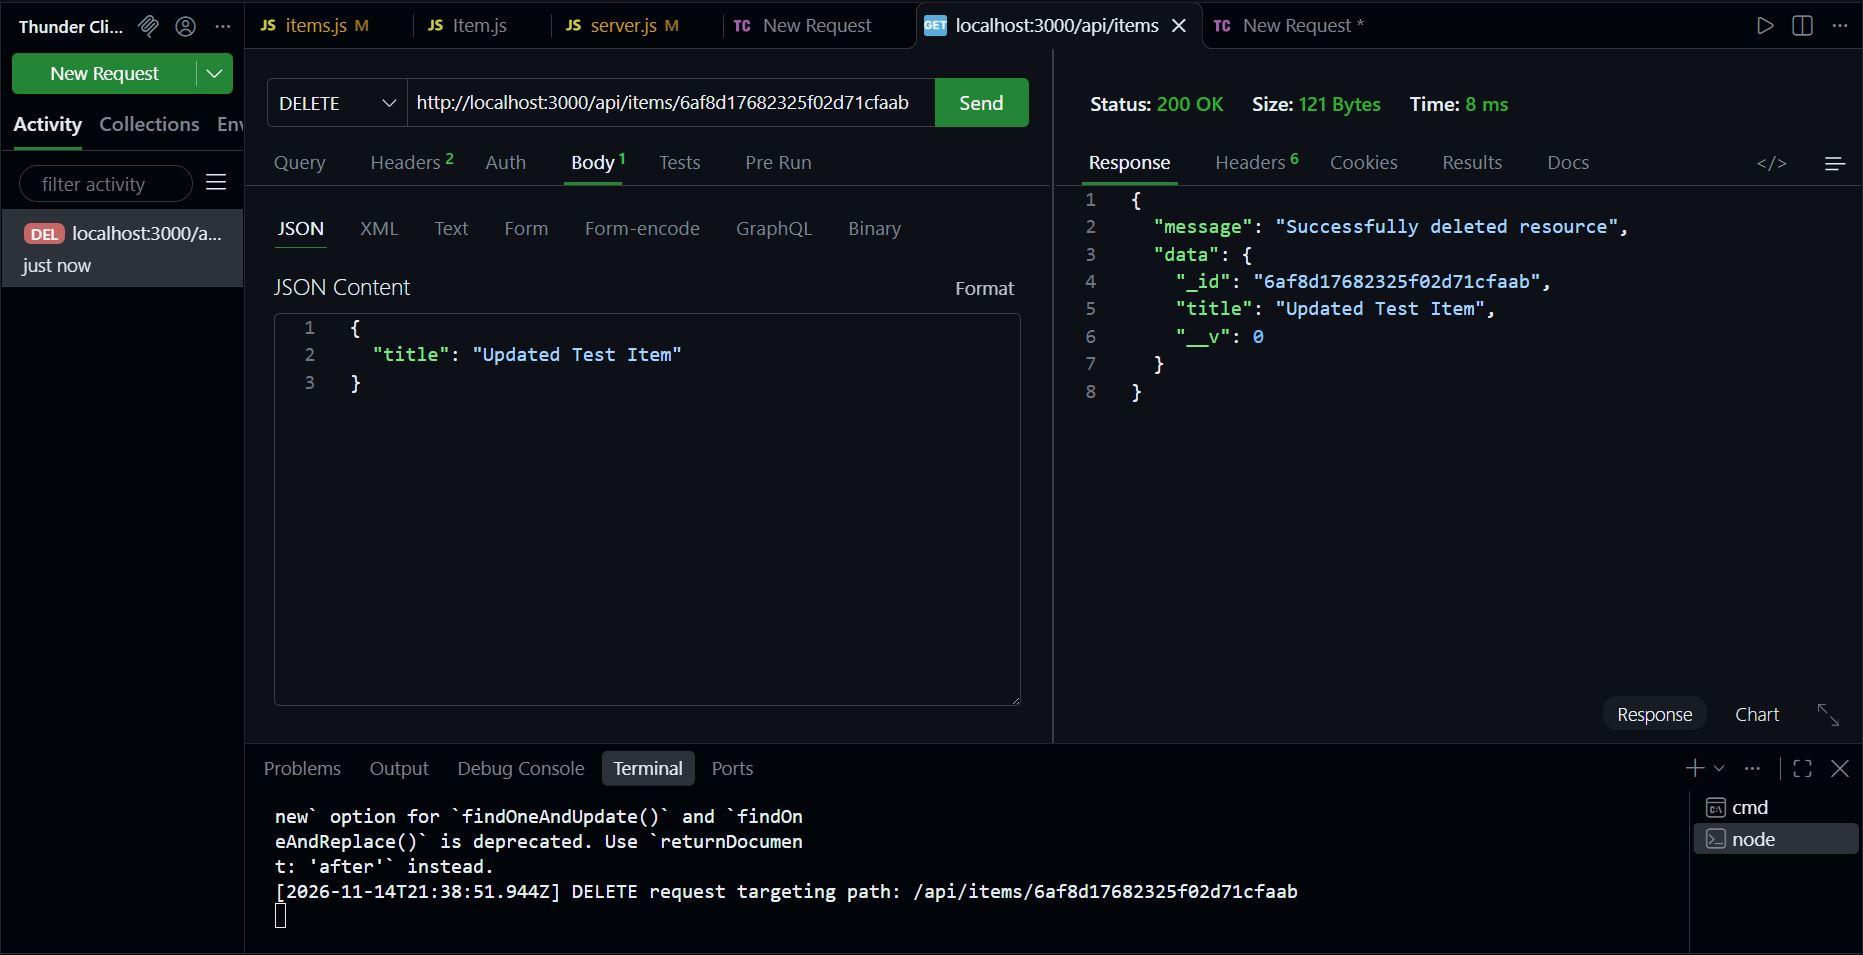 Thunder Cli...
JS items.js M
JS Item.js
JS server.js M
TC New Request
GET localhost:3000/api/items
TC New Request *
New Request
DELETE
http://localhost:3000/api/items/6af8d17682325f02d71cfaab
Send
Status: 200 OK Size: 121 Bytes Time: 8 ms
Activity Collections Env
Query Headers 2 Auth Body 1 Tests Pre Run
Response Headers 6 Cookies Results Docs </>
filter activity
DEL localhost:3000/a...
just now
JSON XML Text Form Form-encode GraphQL Binary
JSON Content
Format
1 {
2 "title": "Updated Test Item"
3 }
1 {
2 "message": "Successfully deleted resource",
3 "data": {
4 "_id": "6af8d17682325f02d71cfaab",
5 "title": "Updated Test Item",
6 "__v": 0
7 }
8 }
Response Chart
Problems Output Debug Console Terminal Ports
new` option for `findOneAndUpdate()` and `findOn
eAndReplace()` is deprecated. Use `returnDocumen
t: 'after'` instead.
[2026-11-14T21:38:51.944Z] DELETE request targeting path: /api/items/6af8d17682325f02d71cfaab
cmd
node